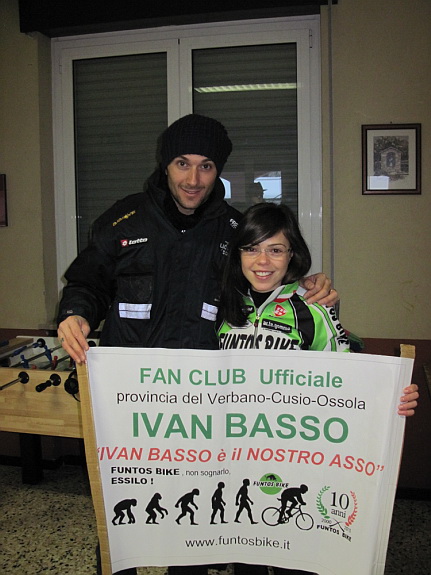 lotto
FUNTOS BIKE
FAN CLUB Ufficiale
provincia del Verbano-Cusio-Ossola
IVAN BASSO
"IVAN BASSO è il NOSTRO ASSO"
FUNTOS BIKE , non sognarlo,
ESSILO !
FUNTOS BIKE
10
anni
FUNTOS BIKE
www.funtosbike.it